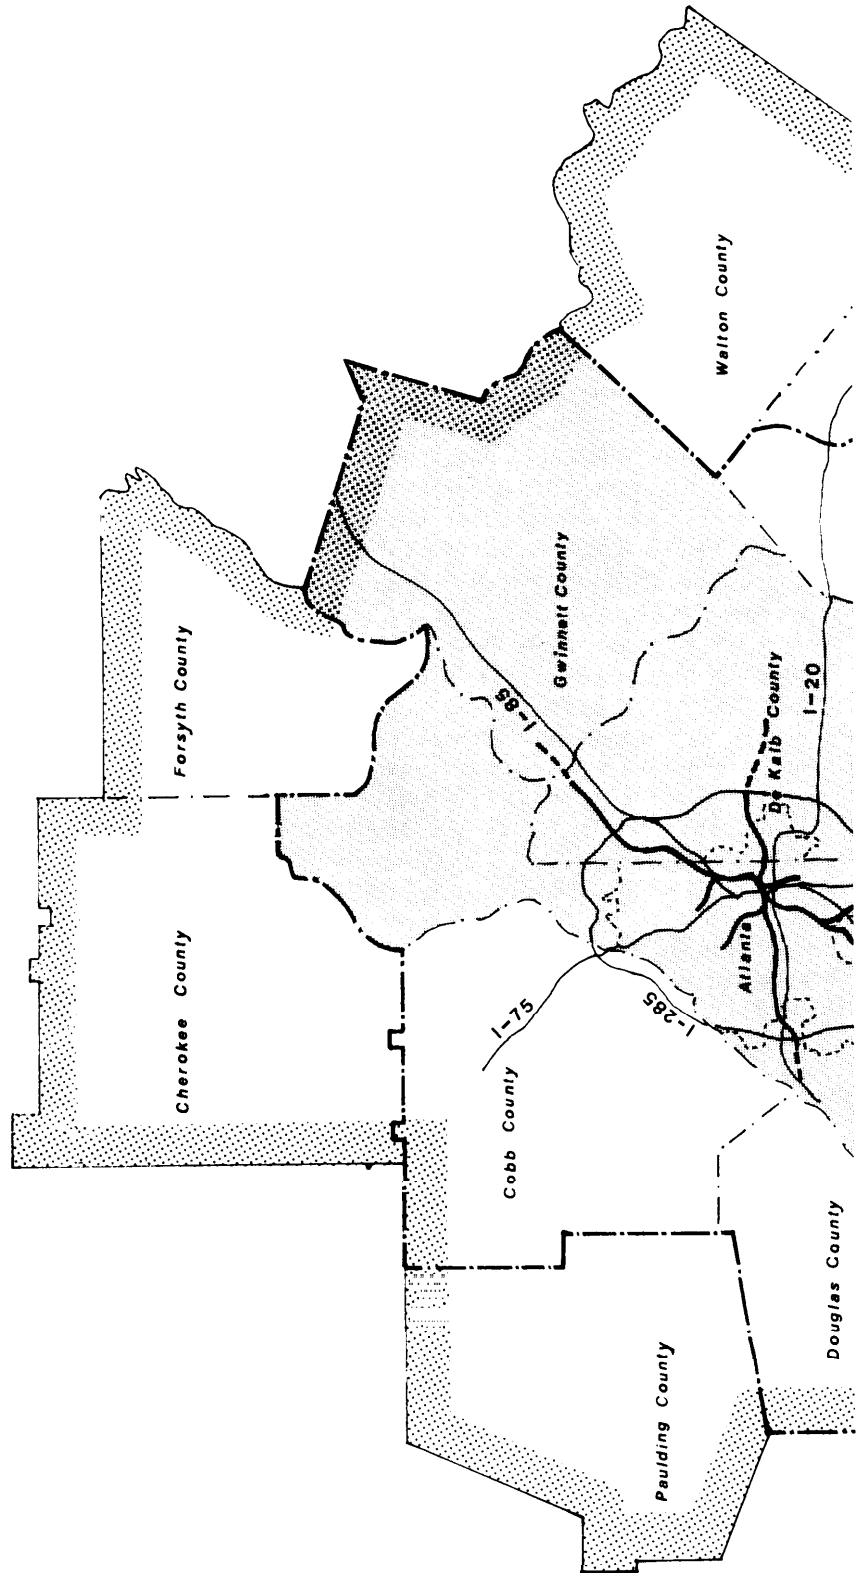 Cherokee County
Forsyth County
Cobb County
I-75
I-285
I-85
Gwinnett County
Walton County
Paulding County
Douglas County
Atlanta
De Kalb County
I-20